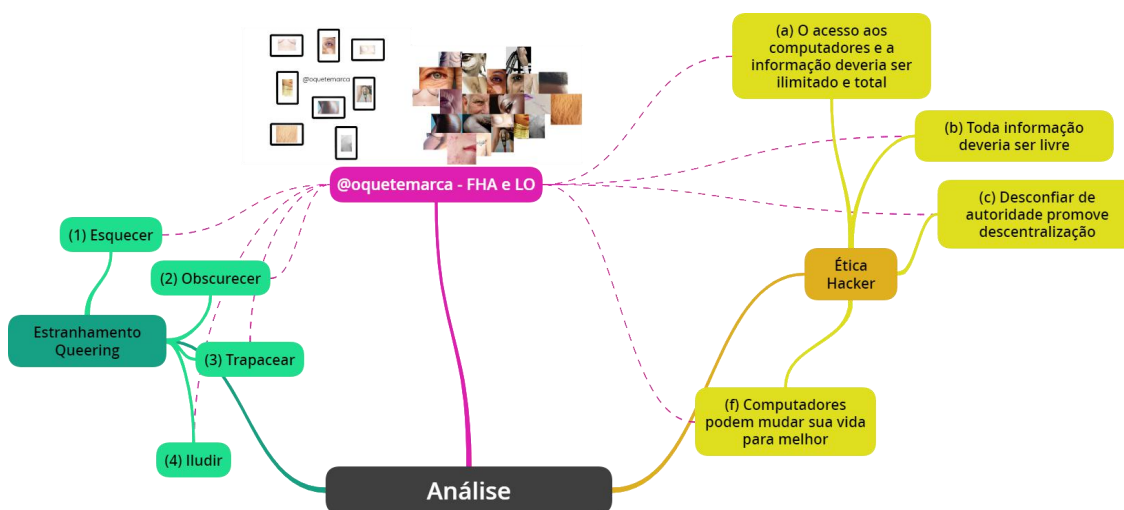 @oquetemarca
@oquetemarca - FHA e LO
(a) O acesso aos
computadores e a
informação deveria ser
ilimitado e total
(b) Toda informação
deveria ser livre
(c) Desconfiar de
autoridade promove
descentralização
(1) Esquecer
(2) Obscurecer
Ética
Hacker
Estranhamento
Queering
(3) Trapacear
(f) Computadores
podem mudar sua vida
para melhor
(4) Iludir
Análise